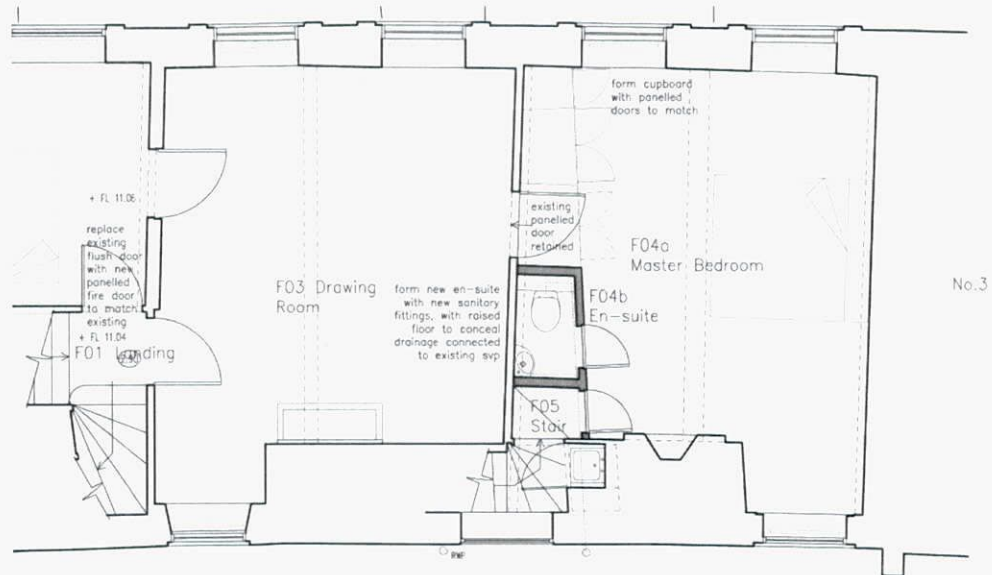 form cupboard
with panelled
doors to match
+ FL 11.06
replace
existing
flush door
with new
panelled
fire door
to match
existing
+ FL 11.04
F01 Landing
F03 Drawing
Room
form new en-suite
with new sanitary
fittings, with raised
floor to conceal
drainage connected
to existing svp
existing
panelled
door
retained
F04a
Master Bedroom
F04b
En-suite
F05
Stair
No.3
RWP